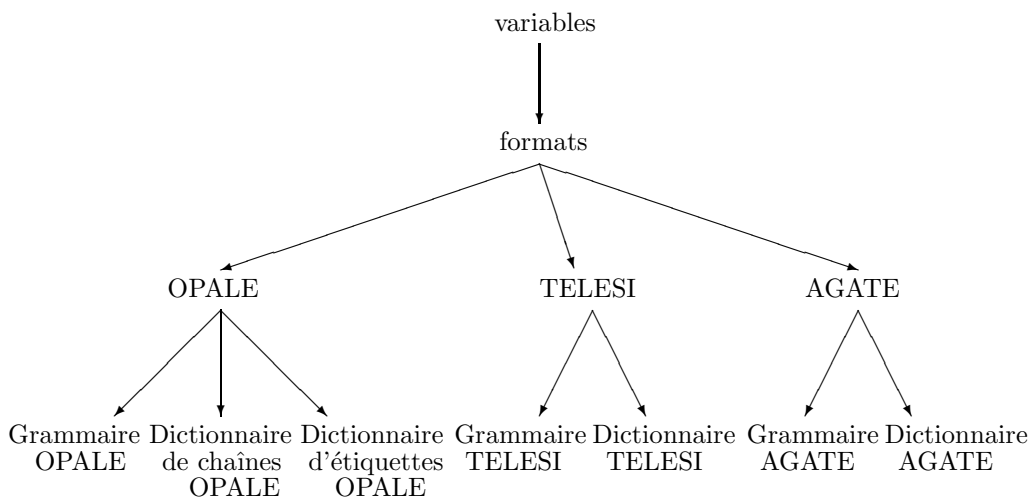 variables
formats
OPALE
TELESI
AGATE
Grammaire
OPALE
Dictionnaire
de chaînes
OPALE
Dictionnaire
d'étiquettes
OPALE
Grammaire
TELESI
Dictionnaire
TELESI
Grammaire
AGATE
Dictionnaire
AGATE